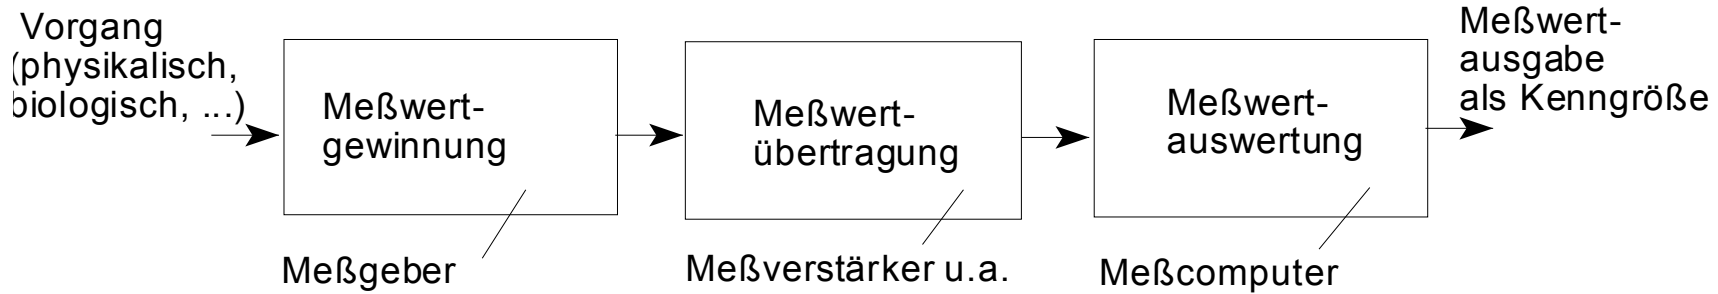 Vorgang
(physikalisch,
biologisch, ...)
Meßwert-
gewinnung
Meßgeber
Meßwert-
übertragung
Meßverstärker u.a.
Meßwert-
auswertung
Meßcomputer
Meßwert-
ausgabe
als Kenngröße